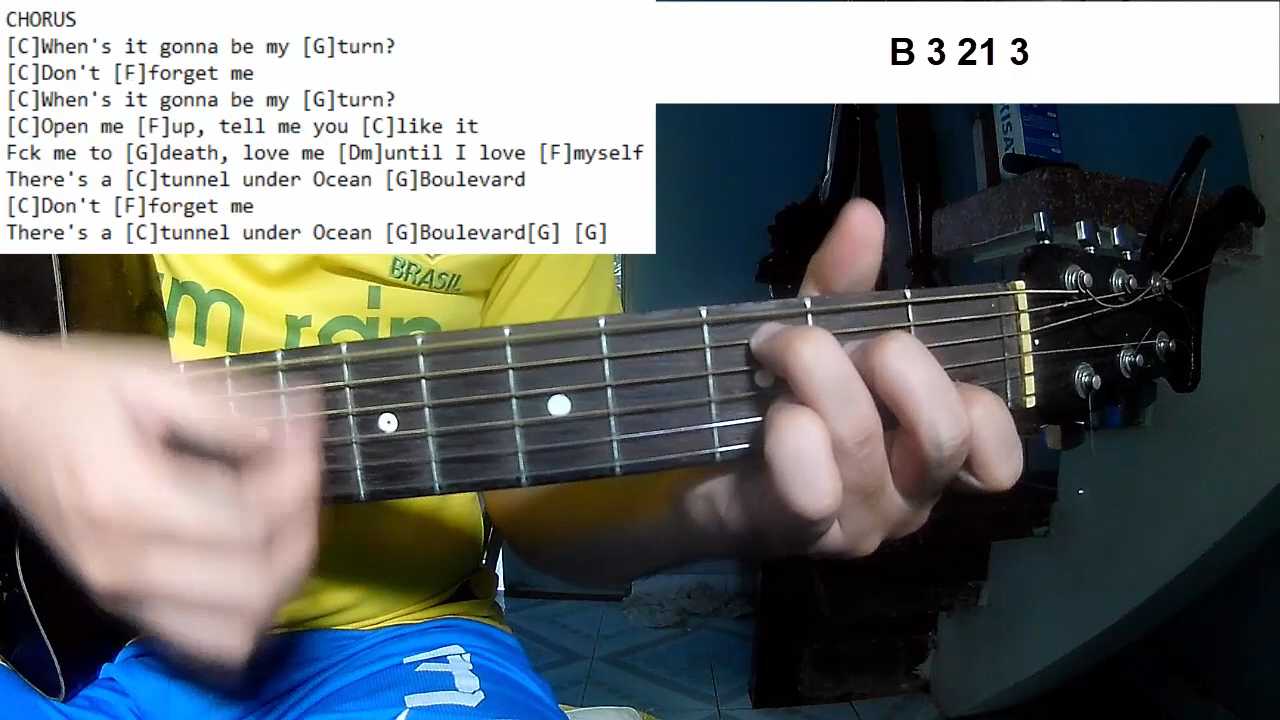 CHORUS
[C]When's it gonna be my [G]turn?
[C]Don't [F]forget me
[C]When's it gonna be my [G]turn?
[C]Open me [F]up, tell me you [C]like it
Fck me to [G]death, love me [Dm]until I love [F]myself
There's a [C]tunnel under Ocean [G]Boulevard
[C]Don't [F]forget me
There's a [C]tunnel under Ocean [G]Boulevard[G] [G]
B 3 21 3
BRASIL